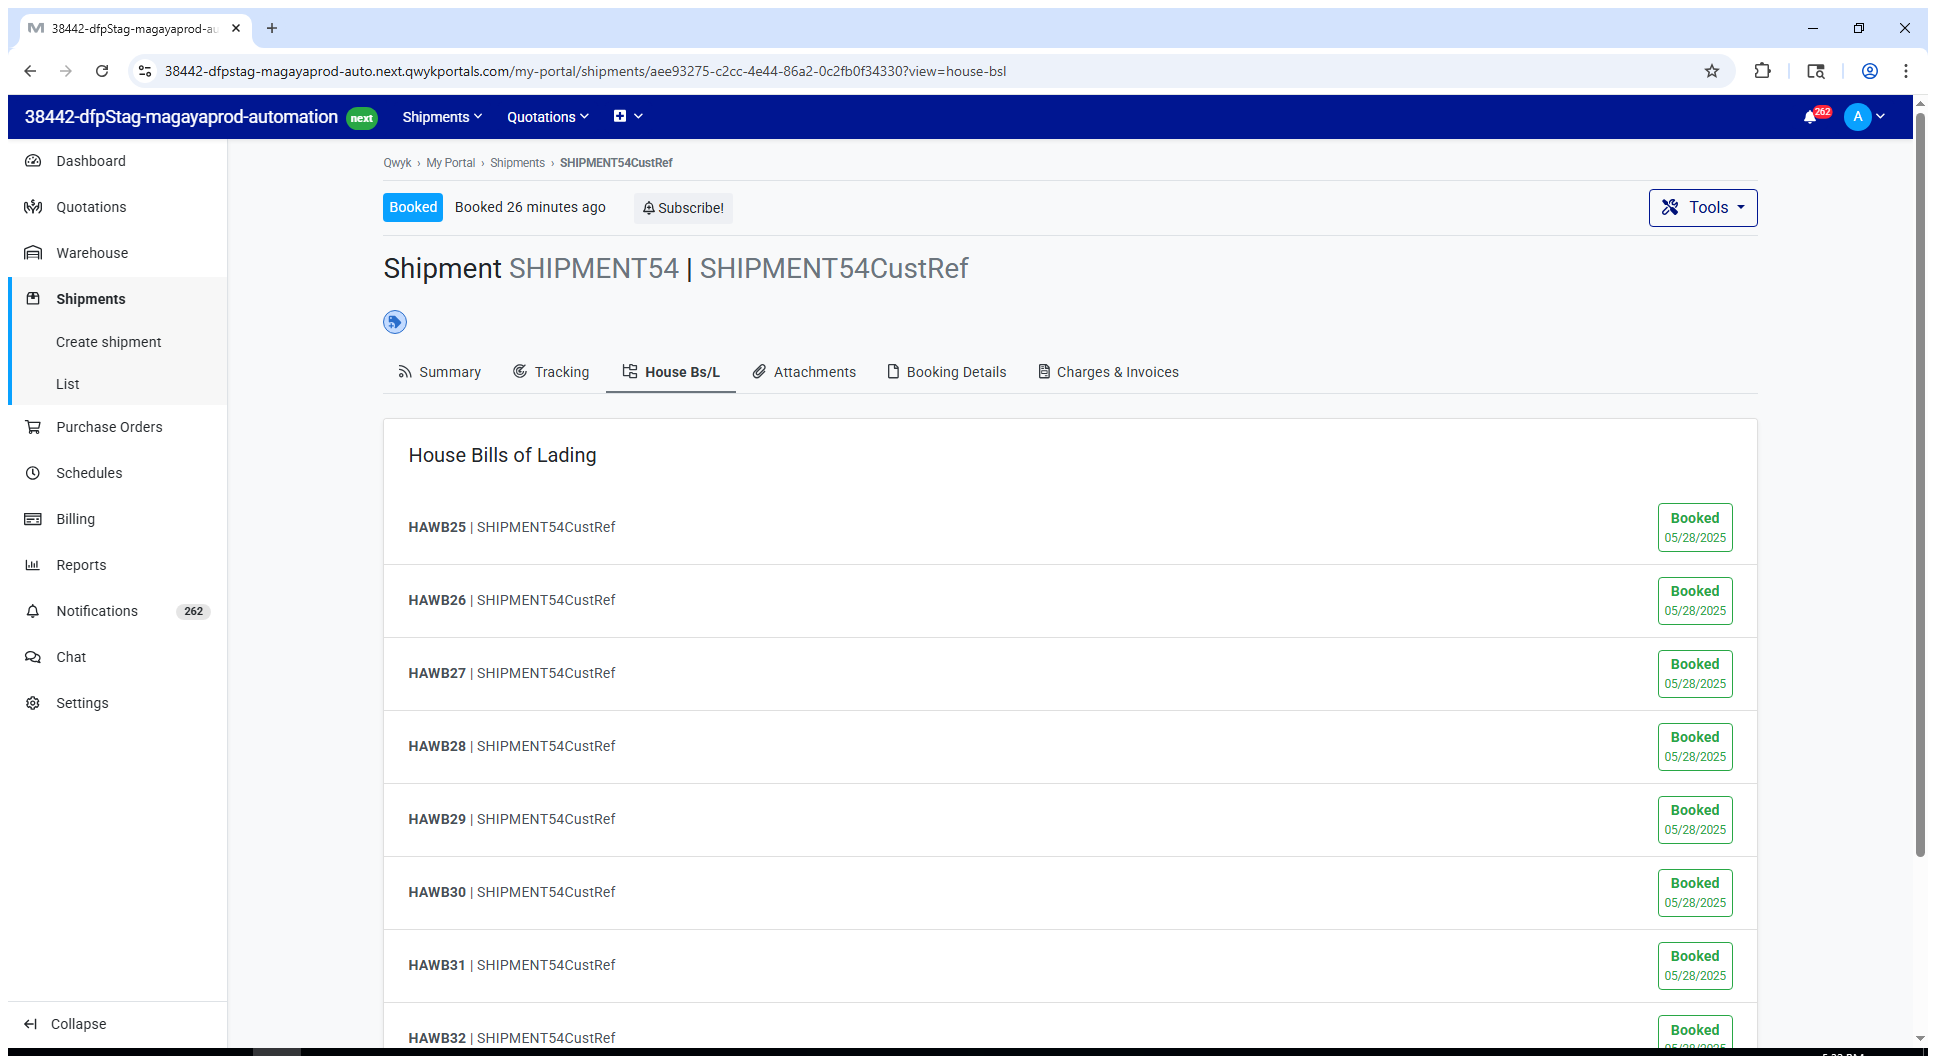 38442-dfpStag-magayaprod-au
38442-dfpstag-magayaprod-auto.next.qwykportals.com/my-portal/shipments/aee93275-c2cc-4e44-86a2-0c2fb0f34330?view=house-bsl
38442-dfpStag-magayaprod-automation next Shipments Quotations 262 A
Dashboard
Quotations
Warehouse
Shipments
Create shipment
List
Purchase Orders
Schedules
Billing
Reports
Notifications 262
Chat
Settings
Collapse
Qwyk › My Portal › Shipments › SHIPMENT54CustRef
Booked Booked 26 minutes ago Subscribe! Tools
Shipment SHIPMENT54 | SHIPMENT54CustRef
Summary Tracking House Bs/L Attachments Booking Details Charges & Invoices
House Bills of Lading
HAWB25 | SHIPMENT54CustRef Booked
05/28/2025
HAWB26 | SHIPMENT54CustRef Booked
05/28/2025
HAWB27 | SHIPMENT54CustRef Booked
05/28/2025
HAWB28 | SHIPMENT54CustRef Booked
05/28/2025
HAWB29 | SHIPMENT54CustRef Booked
05/28/2025
HAWB30 | SHIPMENT54CustRef Booked
05/28/2025
HAWB31 | SHIPMENT54CustRef Booked
05/28/2025
HAWB32 | SHIPMENT54CustRef Booked